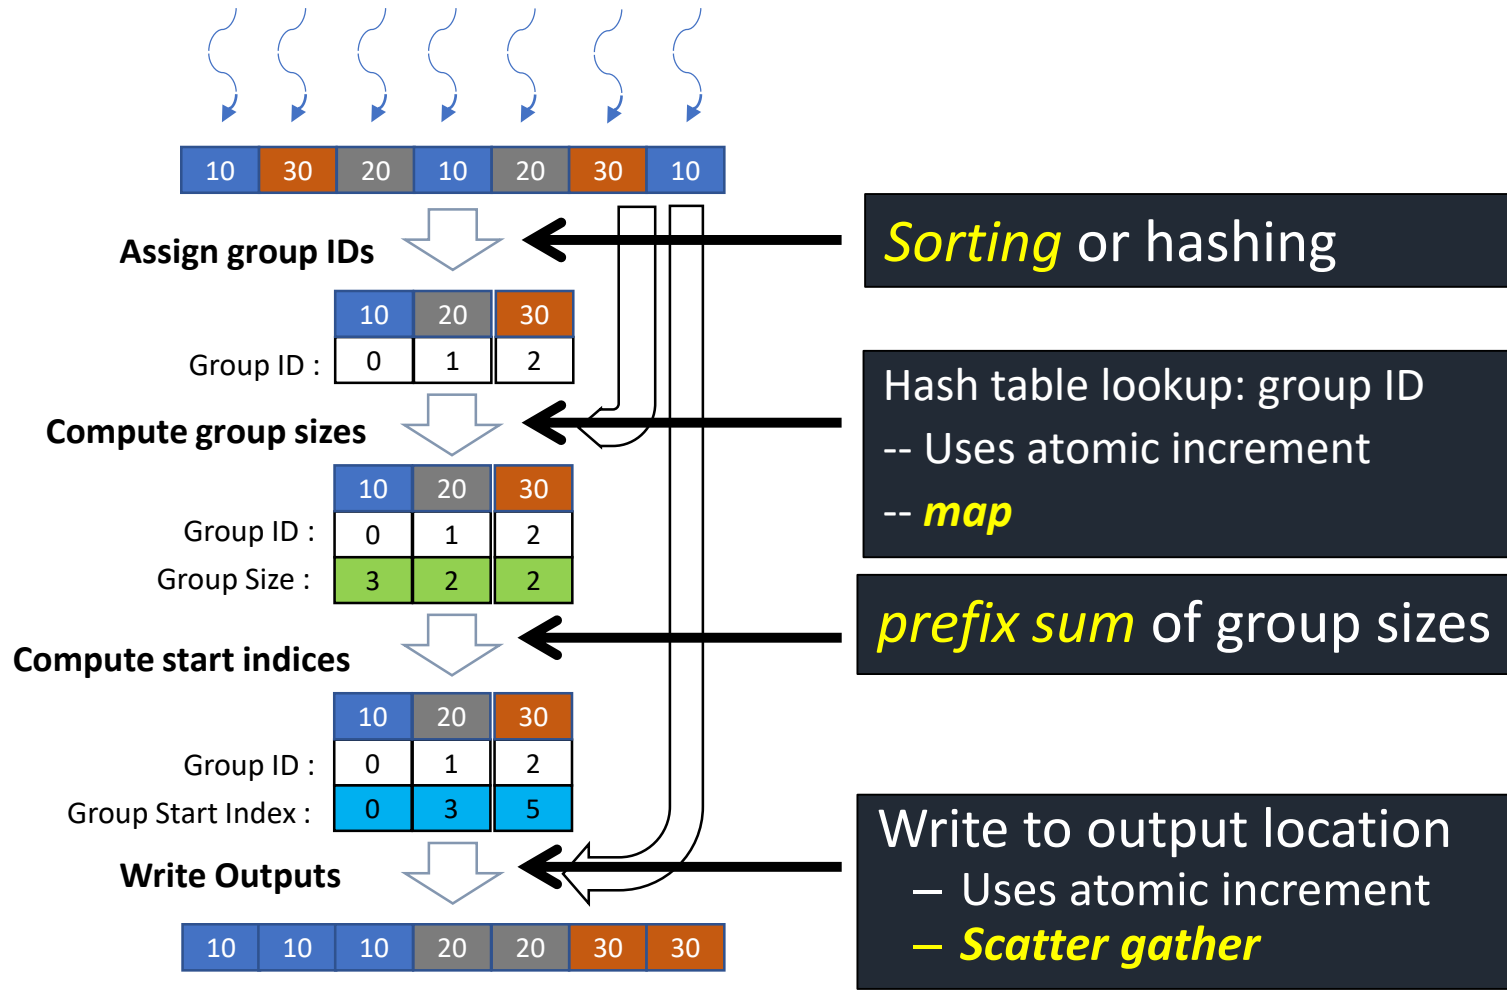 10 30 20 10 20 30 10
Assign group IDs
Sorting or hashing
10 20 30
Group ID : 0 1 2
Compute group sizes
Hash table lookup: group ID
-- Uses atomic increment
-- map
10 20 30
Group ID : 0 1 2
Group Size : 3 2 2
Compute start indices
prefix sum of group sizes
10 20 30
Group ID : 0 1 2
Group Start Index : 0 3 5
Write Outputs
Write to output location
– Uses atomic increment
– Scatter gather
10 10 10 20 20 30 30